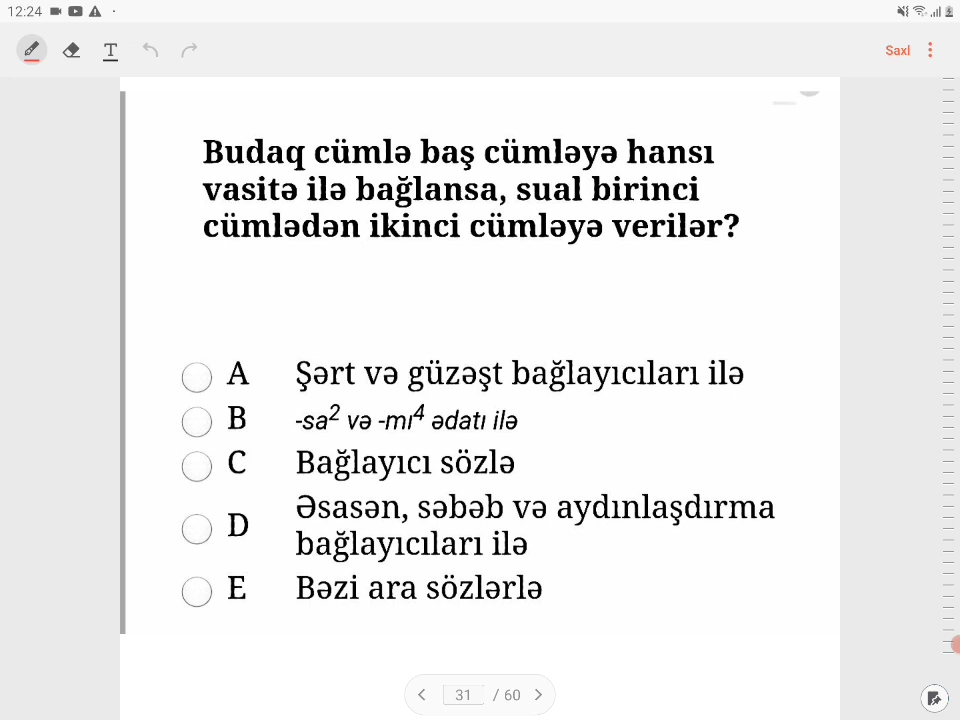 12:24
T
Saxl
Budaq cümlə baş cümləyə hansı
vasitə ilə bağlansa, sual birinci
cümlədən ikinci cümləyə verilər?
A Şərt və güzəşt bağlayıcıları ilə
B -sa² və -mı⁴ ədatı ilə
C Bağlayıcı sözlə
D Əsasən, səbəb və aydınlaşdırma
bağlayıcıları ilə
E Bəzi ara sözlərlə
31 / 60